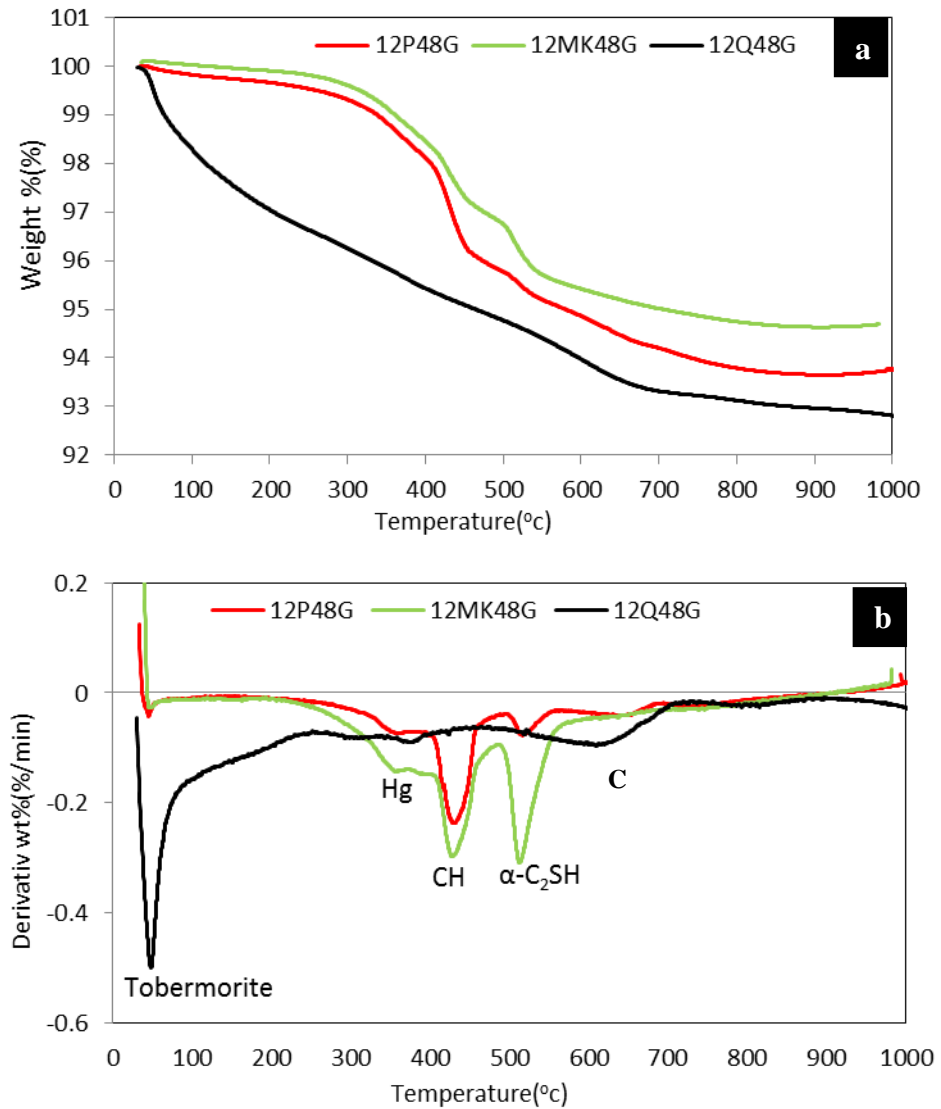 101
12P48G 12MK48G 12Q48G
a
100
99
98
97
96
95
94
93
92
Weight %(%)
0 100 200 300 400 500 600 700 800 900 1000
Temperature(ºc)
0.2
12P48G 12MK48G 12Q48G
b
0
-0.2
-0.4
-0.6
Derivativ wt%(%/min)
Hg
C
CH
α-C₂SH
Tobermorite
0 100 200 300 400 500 600 700 800 900 1000
Temperature(ºc)